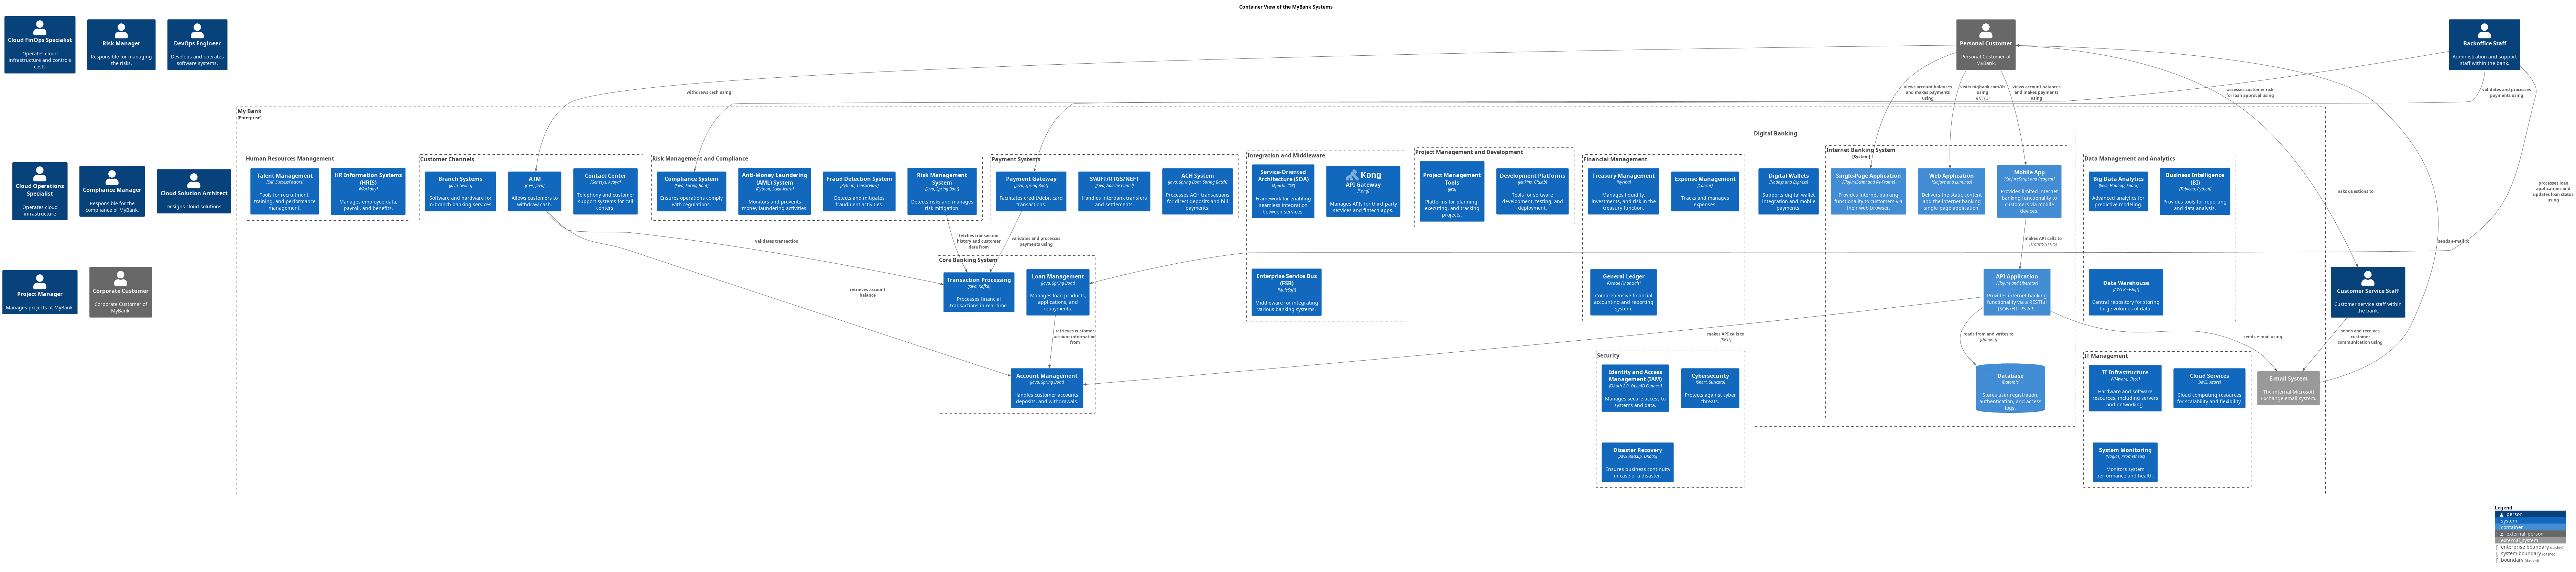 Container View of the MyBank Systems
Cloud FinOps Specialist
Operates cloud
infrastructure and controls
costs
Risk Manager
Responsible for managing
the risks.
DevOps Engineer
Develops and operates
software systems.
Personal Customer
Personal Customer of
MyBank.
Backoffice Staff
Administration and support
staff within the bank.
withdraws cash using
views account balances
and makes payments
using
visits bigbank.com/ib
using
[HTTPS]
views account balances
and makes payments
using
assesses customer risk
for loan approval using
validates and processes
payments using
My Bank
[Enterprise]
Cloud Operations
Specialist
Operates cloud
infrastructure
Compliance Manager
Responsible for the
compliance of MyBank.
Cloud Solution Architect
Designs cloud solutions
Human Resources Management
Talent Management
[SAP SuccessFactors]
Tools for recruitment,
training, and performance
management.
HR Information Systems
(HRIS)
[Workday]
Manages employee data,
payroll, and benefits.
Customer Channels
Branch Systems
[Java, Swing]
Software and hardware for
in-branch banking services.
ATM
[C++, Java]
Allows customers to
withdraw cash.
Contact Center
[Genesys, Avaya]
Telephony and customer
support systems for call
centers.
Risk Management and Compliance
Compliance System
[Java, Spring Boot]
Ensures operations comply
with regulations.
Anti-Money Laundering
(AML) System
[Python, Scikit-learn]
Monitors and prevents
money laundering activities.
Fraud Detection System
[Python, TensorFlow]
Detects and mitigates
fraudulent activities.
Risk Management
System
[Java, Spring Boot]
Detects risks and manages
risk mitigation.
Payment Systems
Payment Gateway
[Java, Spring Boot]
Facilitates credit/debit card
transactions.
SWIFT/RTGS/NEFT
[Java, Apache Camel]
Handles interbank transfers
and settlements.
ACH System
[Java, Spring Boot, Spring Batch]
Processes ACH transactions
for direct deposits and bill
payments.
Integration and Middleware
Service-Oriented
Architecture (SOA)
[Apache CXF]
Framework for enabling
seamless integration
between services.
Kong
API Gateway
[Kong]
Manages APIs for third-party
services and fintech apps.
Project Management and Development
Project Management
Tools
[Jira]
Platforms for planning,
executing, and tracking
projects.
Development Platforms
[Jenkins, GitLab]
Tools for software
development, testing, and
deployment.
Financial Management
Treasury Management
[Kyriba]
Manages liquidity,
investments, and risk in the
treasury function.
Expense Management
[Concur]
Tracks and manages
expenses.
Digital Banking
Digital Wallets
[Node.js and Express]
Supports digital wallet
integration and mobile
payments.
Internet Banking System
[System]
Single-Page Application
[ClojureScript and Re-Frame]
Provides internet banking
functionality to customers via
their web browser.
Web Application
[Clojure and Luminus]
Delivers the static content
and the internet banking
single-page application.
Mobile App
[ClojureScript and Reagent]
Provides limited internet
banking functionality to
customers via mobile
devices.
Data Management and Analytics
Big Data Analytics
[Java, Hadoop, Spark]
Advanced analytics for
predictive modeling.
Business Intelligence
(BI)
[Tableau, Python]
Provides tools for reporting
and data analysis.
asks questions to
processes loan
applications and
updates loan status
using
validates transaction
fetches transaction
history and customer
data from
validates and processes
payments using
makes API calls to
[Transit/HTTPS]
sends e-mail to
Project Manager
Manages projects at MyBank.
Corporate Customer
Corporate Customer of
MyBank.
retrieves account
balance
Core Banking System
Transaction Processing
[Java, Kafka]
Processes financial
transactions in real-time.
Loan Management
[Java, Spring Boot]
Manages loan products,
applications, and
repayments.
Enterprise Service Bus
(ESB)
[MuleSoft]
Middleware for integrating
various banking systems.
General Ledger
[Oracle Financials]
Comprehensive financial
accounting and reporting
system.
API Application
[Clojure and Liberator]
Provides internet banking
functionality via a RESTful
JSON/HTTPS API.
Data Warehouse
[AWS Redshift]
Central repository for storing
large volumes of data.
Customer Service Staff
Customer service staff within
the bank.
retrieves customer
account information
from
makes API calls to
[REST]
reads from and writes to
[Datalog]
sends e-mail using
sends and receives
customer
communication using
Account Management
[Java, Spring Boot]
Handles customer accounts,
deposits, and withdrawals.
Security
Identity and Access
Management (IAM)
[OAuth 2.0, OpenID Connect]
Manages secure access to
systems and data.
Cybersecurity
[Snort, Suricata]
Protects against cyber
threats.
Database
[Datomic]
Stores user registration,
authentication, and access
logs.
IT Management
IT Infrastructure
[VMware, Cisco]
Hardware and software
resources, including servers
and networking.
Cloud Services
[AWS, Azure]
Cloud computing resources
for scalability and flexibility.
E-mail System
The internal Microsoft
Exchange email system.
Disaster Recovery
[AWS Backup, DRaaS]
Ensures business continuity
in case of a disaster.
System Monitoring
[Nagios, Prometheus]
Monitors system
performance and health.
Legend
person
system
container
external_person
external_system
enterprise boundary (dashed)
system boundary (dashed)
boundary (dashed)